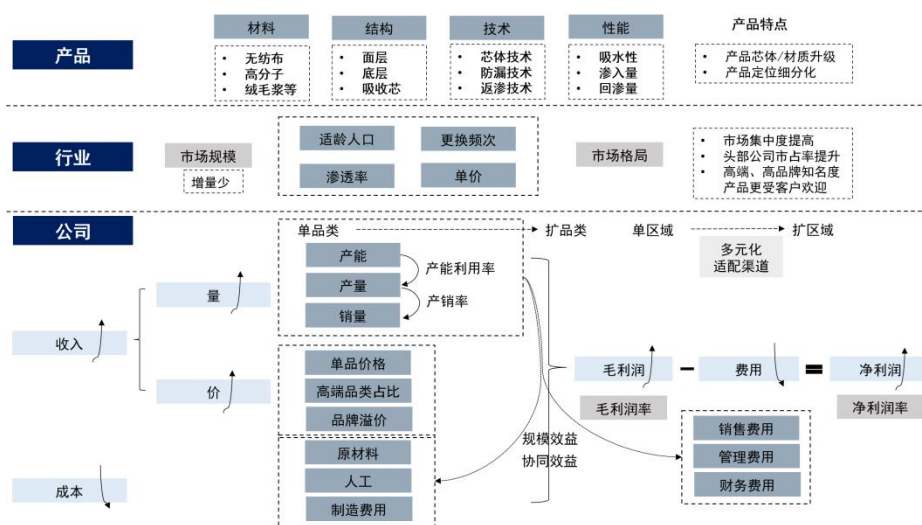 产品
材料
无纺布
高分子
绒毛浆等
结构
面层
底层
吸收芯
技术
芯体技术
防漏技术
返渗技术
性能
吸水性
渗入量
回渗量
产品特点
产品芯体/材质升级
产品定位细分化
行业
市场规模
增量少
适龄人口
更换频次
渗透率
单价
市场格局
市场集中度提高
头部公司市占率提升
高端、高品牌知名度
产品更受客户欢迎
公司
单品类
扩品类
单区域
扩区域
多元化
适配渠道
产能
产能利用率
产量
产销率
销量
收入
量
价
单品价格
高端品类占比
品牌溢价
成本
原材料
人工
制造费用
规模效益
协同效益
毛利润
毛利润率
费用
净利润
净利润率
销售费用
管理费用
财务费用